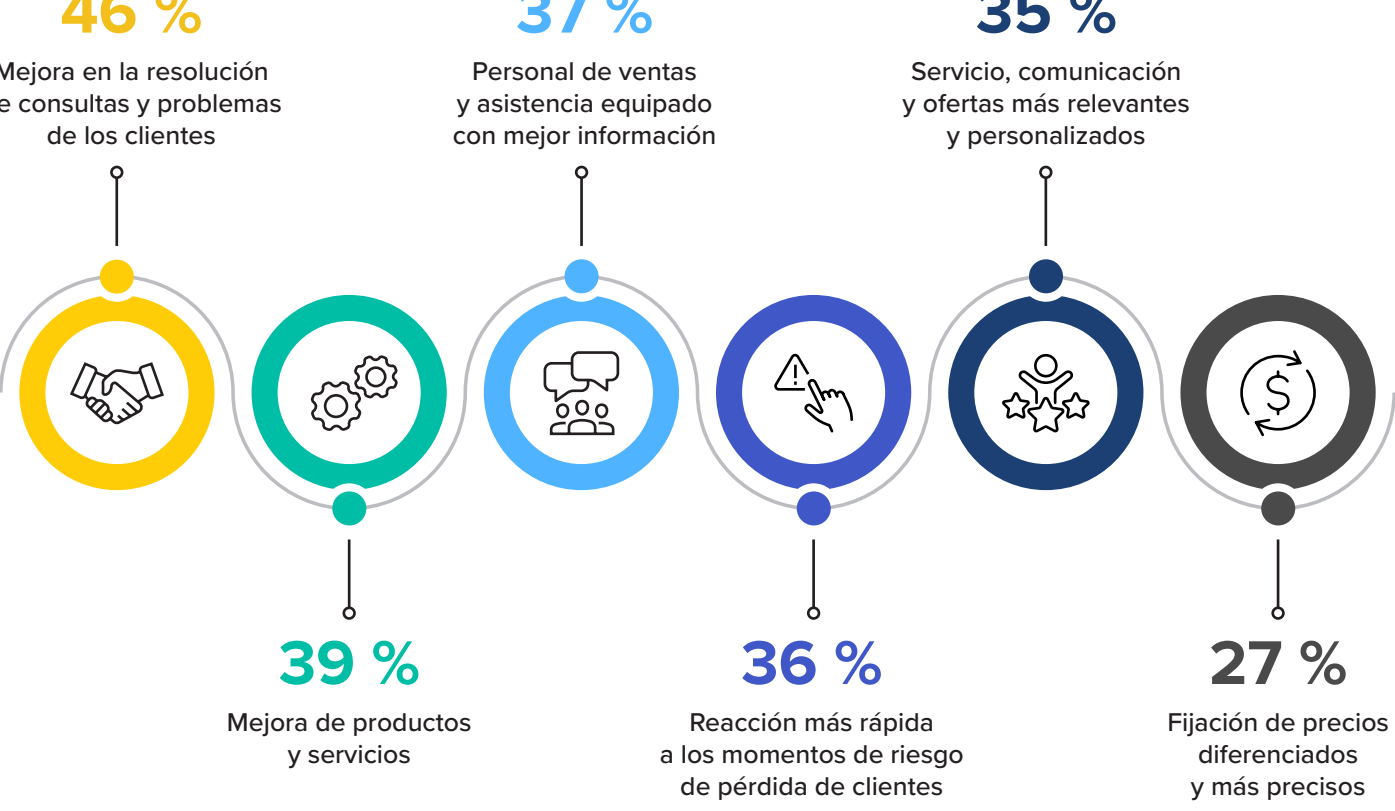 46 %
Mejora en la resolución
e consultas y problemas
de los clientes
37 %
Personal de ventas
y asistencia equipado
con mejor información
35 %
Servicio, comunicación
y ofertas más relevantes
y personalizados
$
39 %
Mejora de productos
y servicios
36 %
Reacción más rápida
a los momentos de riesgo
de pérdida de clientes
27 %
Fijación de precios
diferenciados
y más precisos